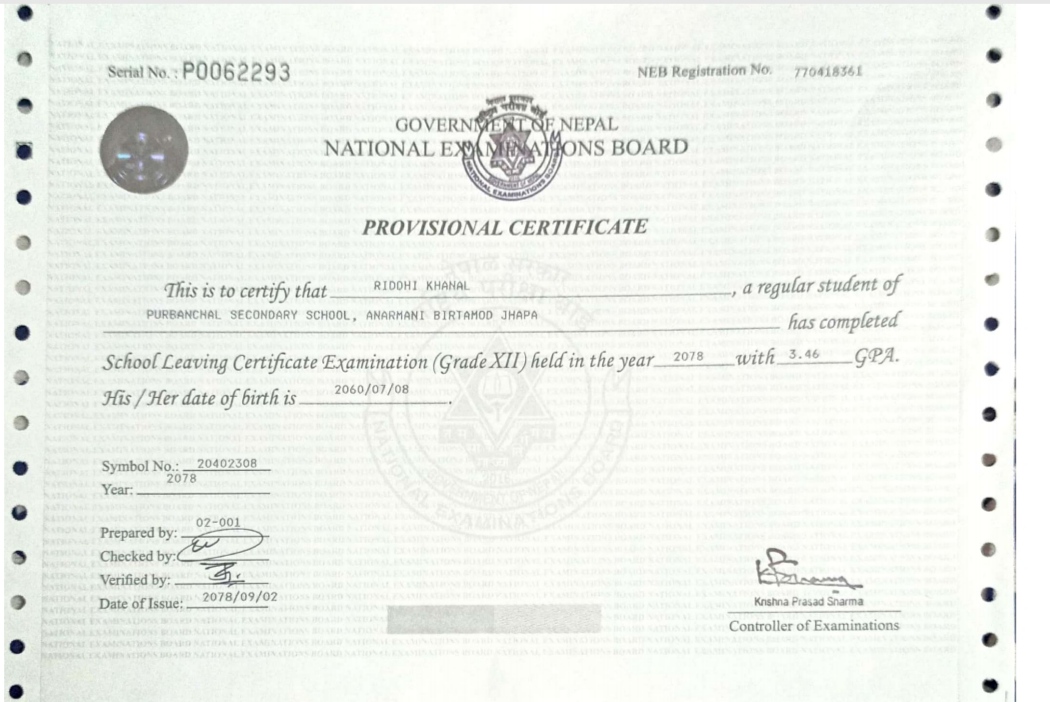 Serial No. : P0062293
NEB Registration No. 770418361
GOVERNMENT OF NEPAL
NATIONAL EXAMINATIONS BOARD
PROVISIONAL CERTIFICATE
This is to certify that RIDDHI KHANAL, a regular student of
PURBANCHAL SECONDARY SCHOOL, ANARMANI BIRTAMOD JHAPA has completed
School Leaving Certificate Examination (Grade XII) held in the year 2078 with 3.46 GPA.
His / Her date of birth is 2060/07/08.
Symbol No.: 20402308
Year: 2078
Prepared by: 02-001
Checked by:
Verified by:
Date of Issue: 2078/09/02
Krishna Prasad Sharma
Controller of Examinations